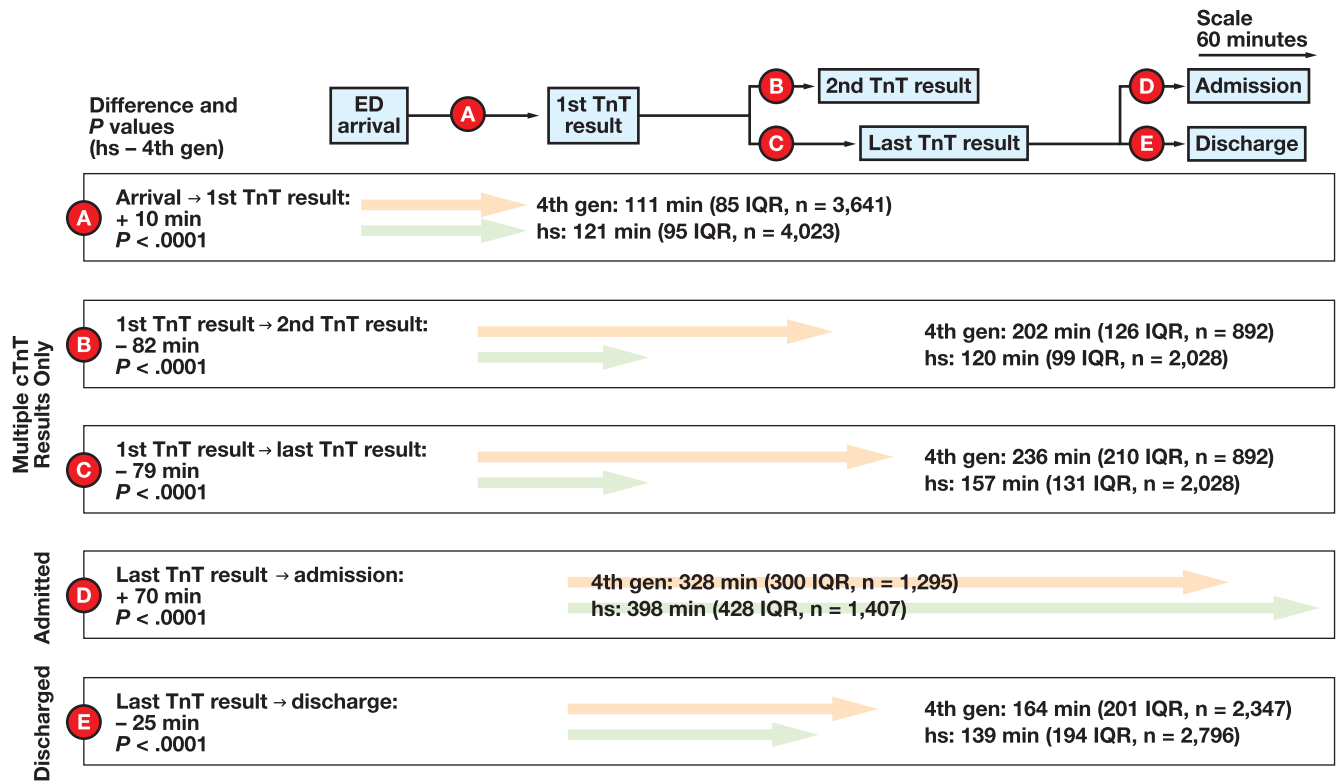 Scale
60 minutes
Difference and
P values
(hs – 4th gen)
ED
arrival
A
1st TnT
result
B
2nd TnT result
C
Last TnT result
D
Admission
E
Discharge
A
Arrival → 1st TnT result:
+ 10 min
P < .0001
4th gen: 111 min (85 IQR, n = 3,641)
hs: 121 min (95 IQR, n = 4,023)
Multiple cTnT
Results Only
B
1st TnT result → 2nd TnT result:
– 82 min
P < .0001
4th gen: 202 min (126 IQR, n = 892)
hs: 120 min (99 IQR, n = 2,028)
C
1st TnT result → last TnT result:
– 79 min
P < .0001
4th gen: 236 min (210 IQR, n = 892)
hs: 157 min (131 IQR, n = 2,028)
Admitted
D
Last TnT result → admission:
+ 70 min
P < .0001
4th gen: 328 min (300 IQR, n = 1,295)
hs: 398 min (428 IQR, n = 1,407)
Discharged
E
Last TnT result → discharge:
– 25 min
P < .0001
4th gen: 164 min (201 IQR, n = 2,347)
hs: 139 min (194 IQR, n = 2,796)